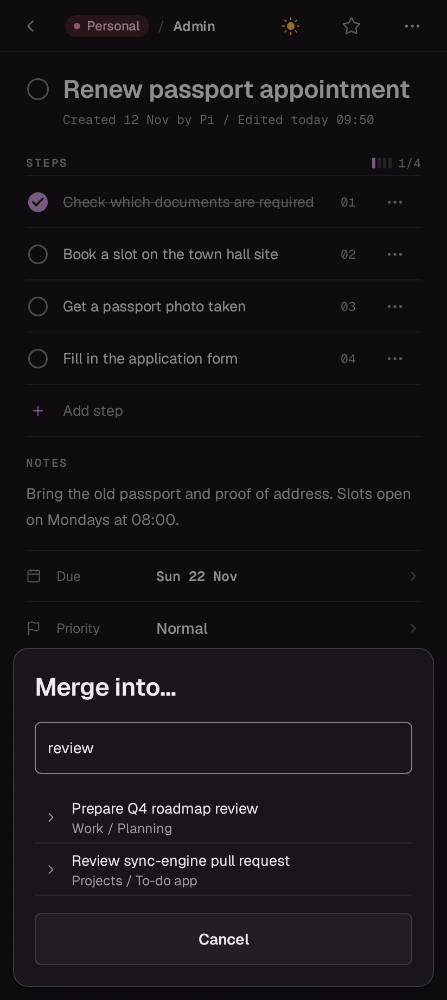 Personal / Admin
Renew passport appointment
Created 12 Nov by Pi / Edited today 09:50
STEPS 1/4
Check which documents are required 01
Book a slot on the town hall site 02
Get a passport photo taken 03
Fill in the application form 04
+ Add step
NOTES
Bring the old passport and proof of address. Slots open
on Mondays at 08:00.
Due Sun 22 Nov
Priority Normal
Merge into…
review
Prepare Q4 roadmap review
Work / Planning
Review sync-engine pull request
Projects / To-do app
Cancel